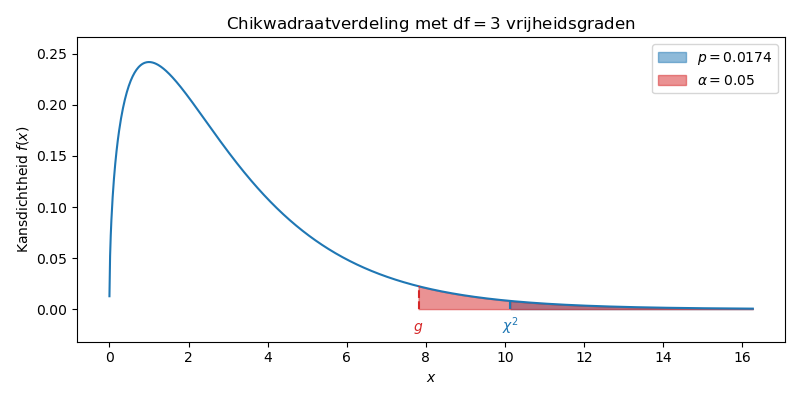 Chikwadraatverdeling met df = 3 vrijheidsgraden
p = 0.0174
α = 0.05
Kansdichtheid f(x)
0.25
0.20
0.15
0.10
0.05
0.00
g
χ²
0 2 4 6 8 10 12 14 16
x